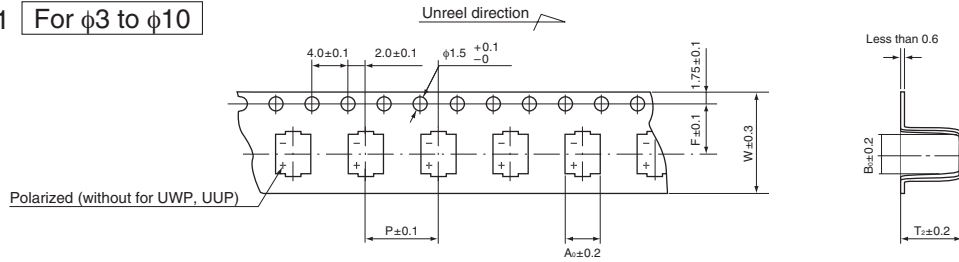 1 For φ3 to φ10
Unreel direction
Less than 0.6
4.0±0.1
2.0±0.1
φ1.5 +0.1 −0
1.75±0.1
F±0.1
W±0.3
B0±0.2
− − − − − −
+ + + + + +
Polarized (without for UWP, UUP)
P±0.1
A0±0.2
T2±0.2